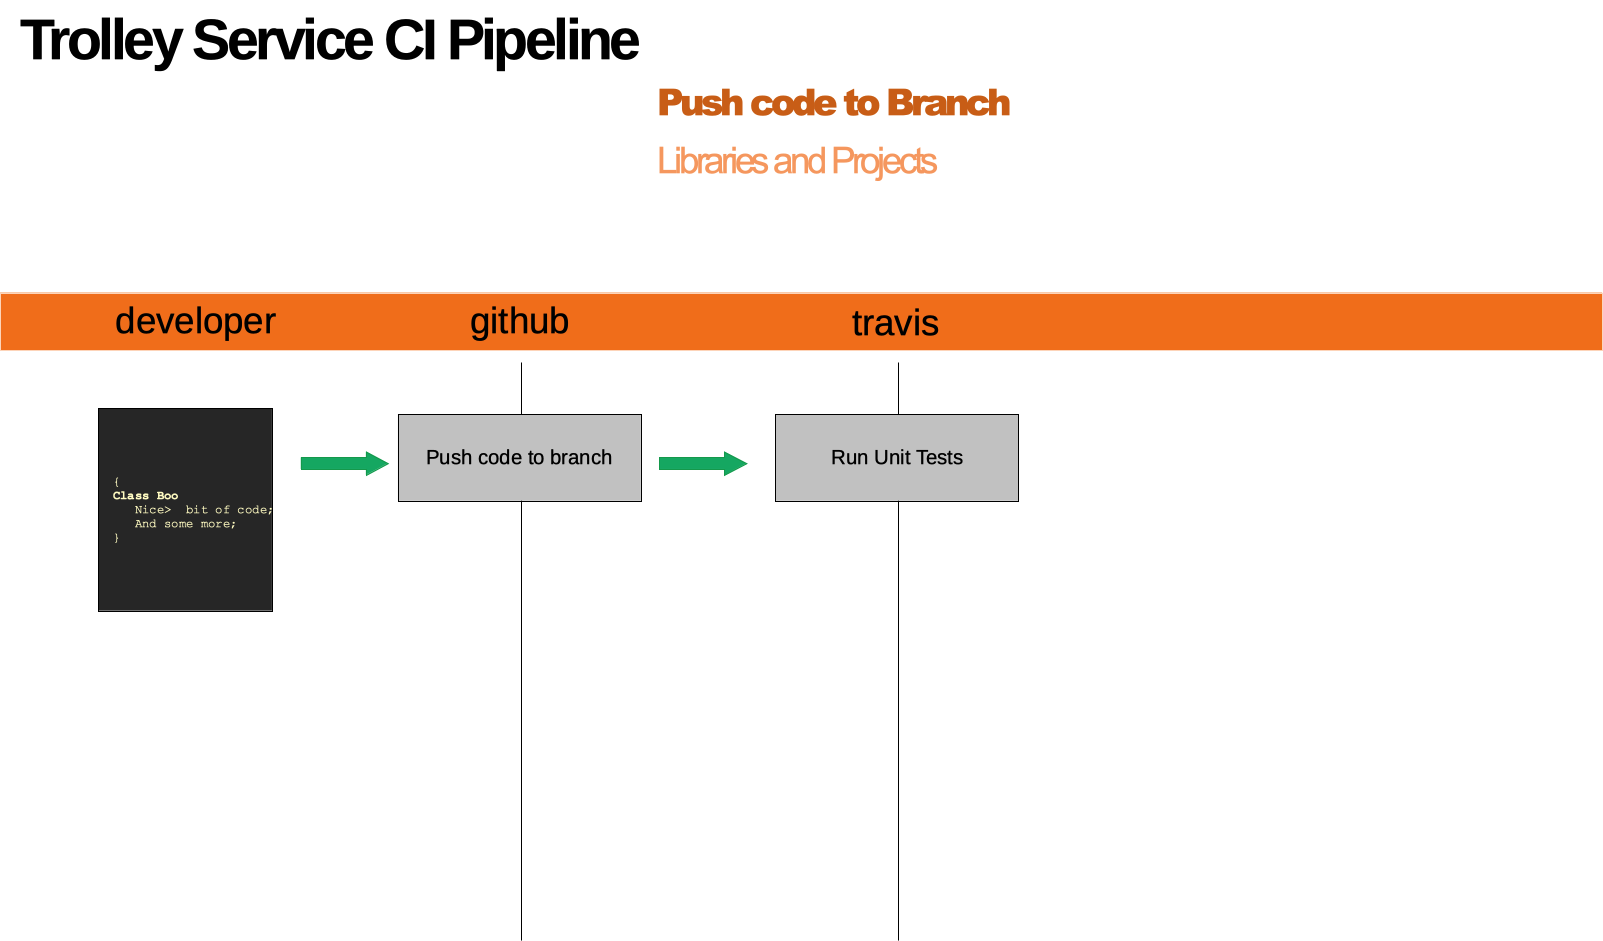 Trolley Service CI Pipeline
Push code to Branch
Libraries and Projects
developer
github
travis
{
Class Boo
Nice>  bit of code;
And some more;
}
Push code to branch
Run Unit Tests